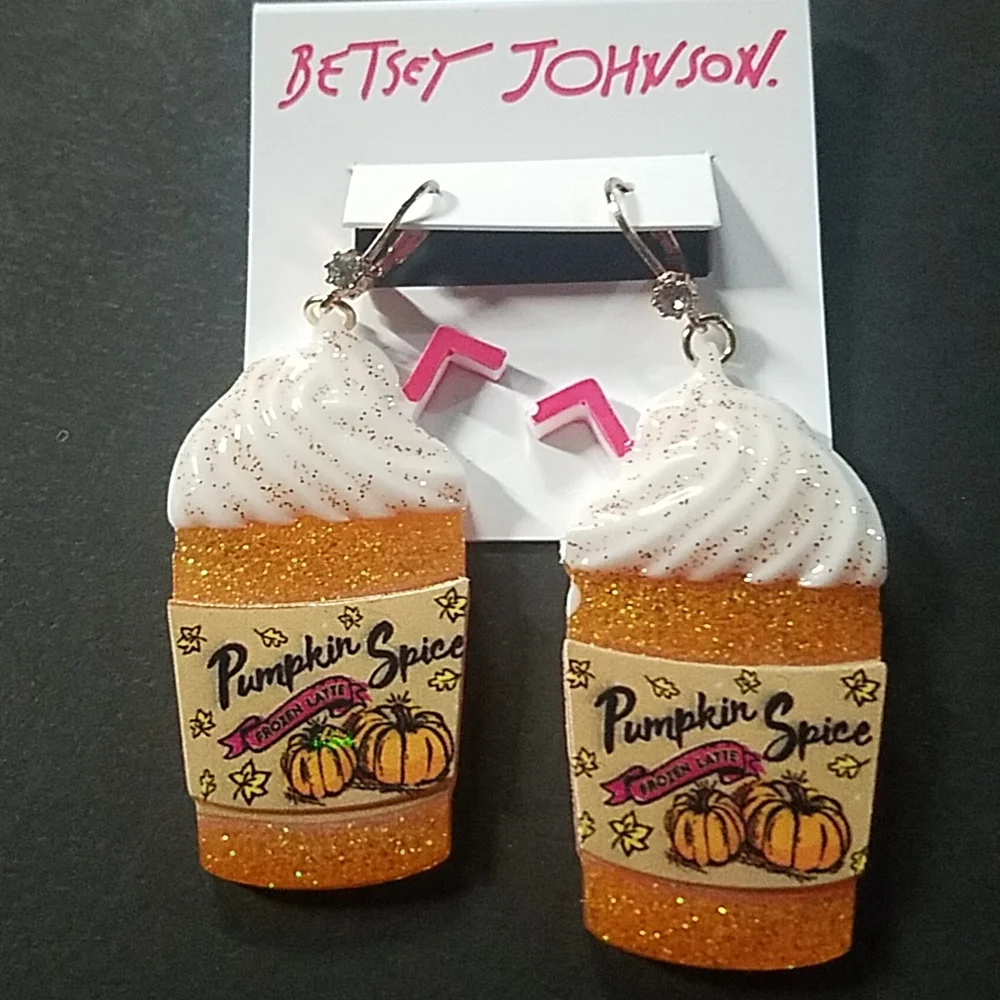 BETSEY JOHNSON.
Pumpkin Spice
FROZEN LATTE
Pumpkin Spice
FROZEN LATTE